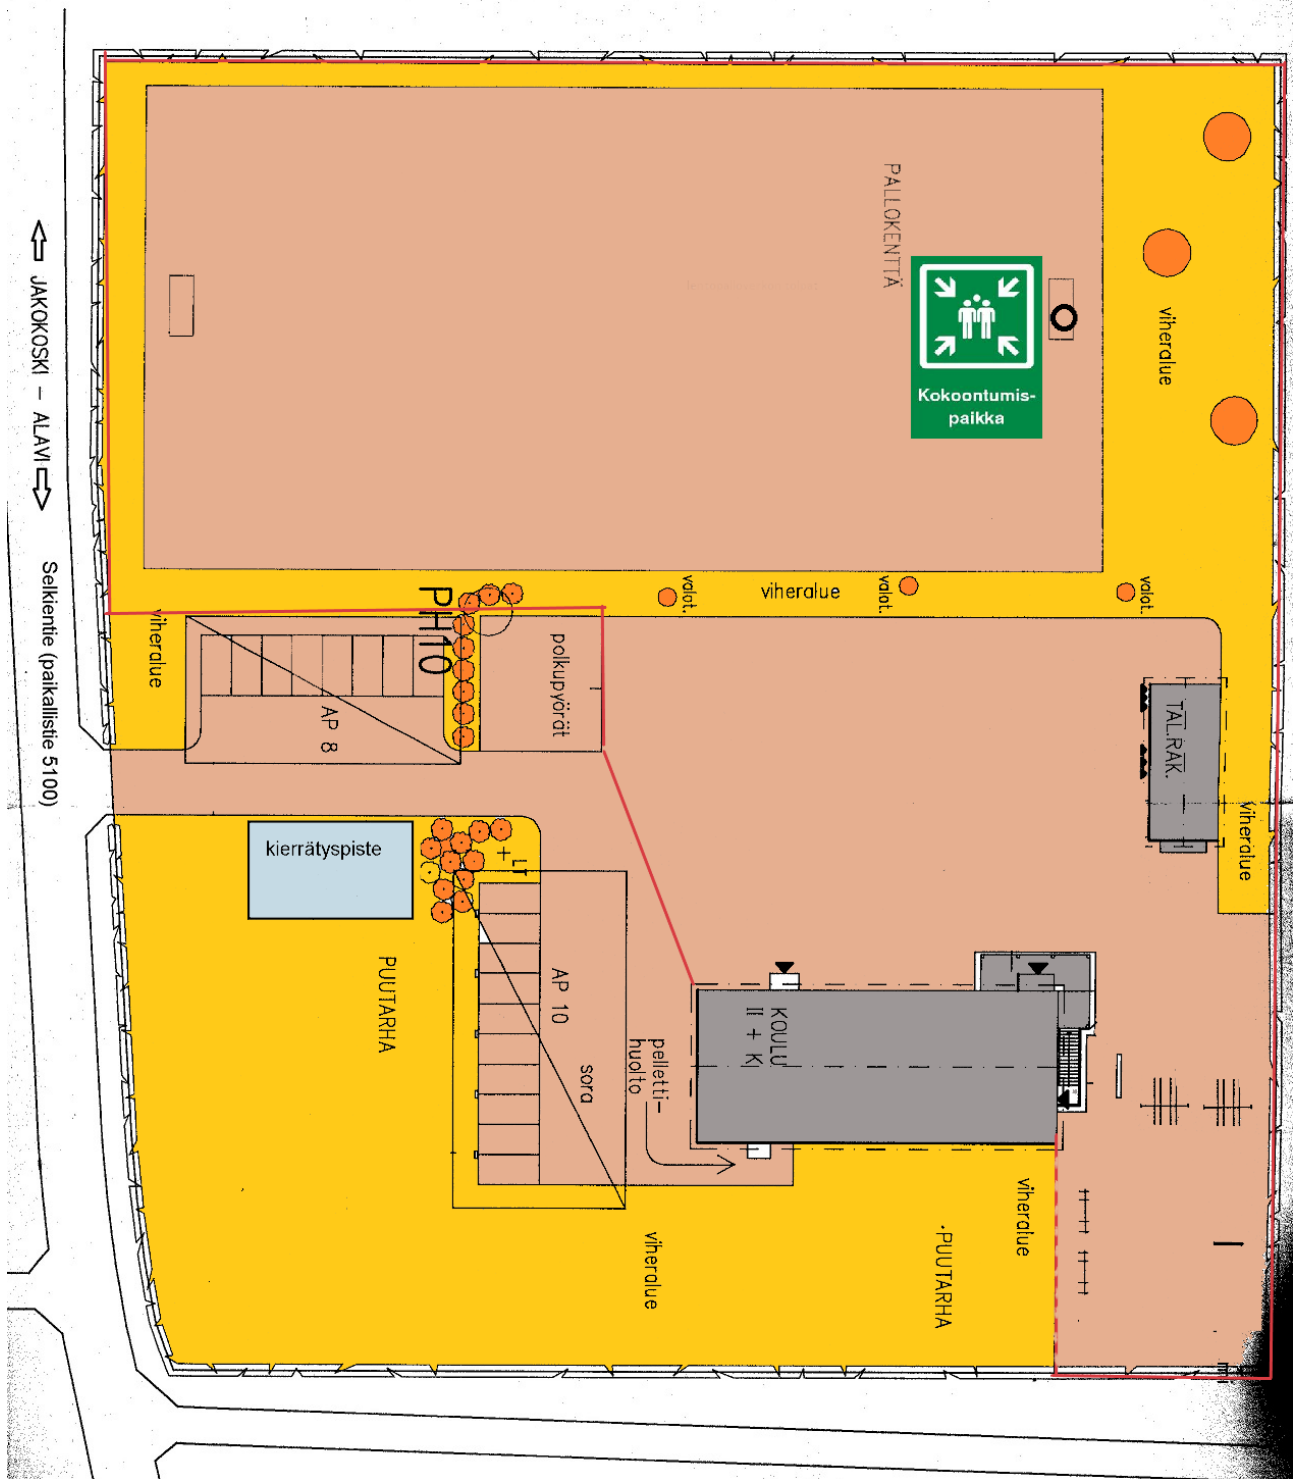 PALLOKENTTÄ
Kokoontumis-
paikka
viheralue
JAKOKOSKI - ALAVI
Selkientie (paikallistie 5100)
viheralue
PH10
valot.
viheralue
valot.
valot.
polkupyörät
AP 8
TAL.RAK.
viheralue
kierrätyspiste
+ LT
PUUTARHA
AP 10
sora
pelletti-
huolto
KOULU
II + K
viheralue
viheralue
PUUTARHA